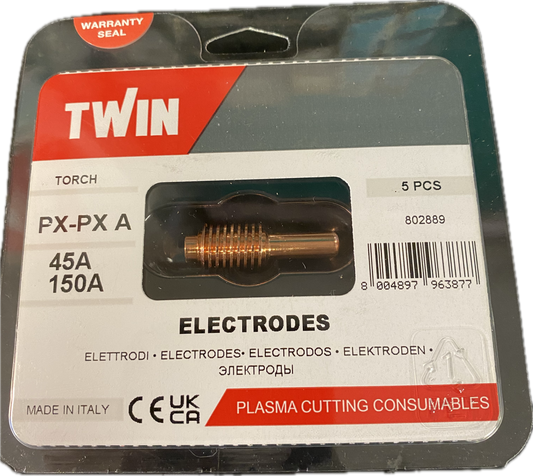 WARRANTY
SEAL
TWIN
TORCH
PX-PX A
45A
150A
5 PCS
802889
8 004897 963877
ELECTRODES
ELETTRODI • ELECTRODES• ELECTRODOS • ELEKTRODEN •
ЭЛЕКТРОДЫ
MADE IN ITALY
CE UK
CA
PLASMA CUTTING CONSUMABLES